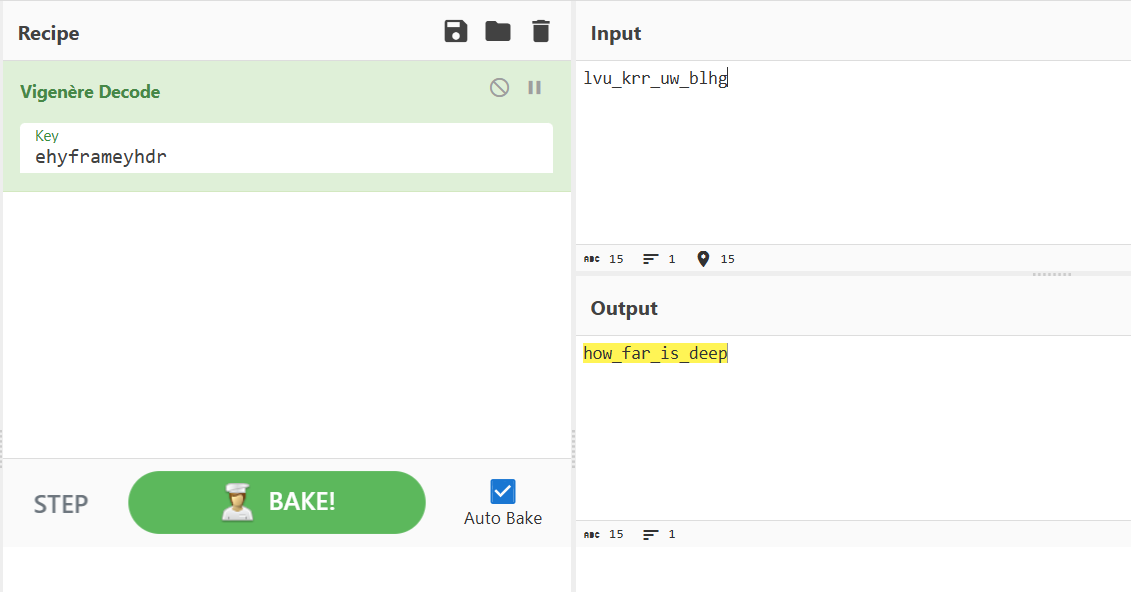 Recipe
Vigenère Decode
Key
ehyframeyhdr
STEP
BAKE!
Auto Bake
Input
lvu_krr_uw_blhg
ABC 15 1 15
Output
how_far_is_deep
ABC 15 1